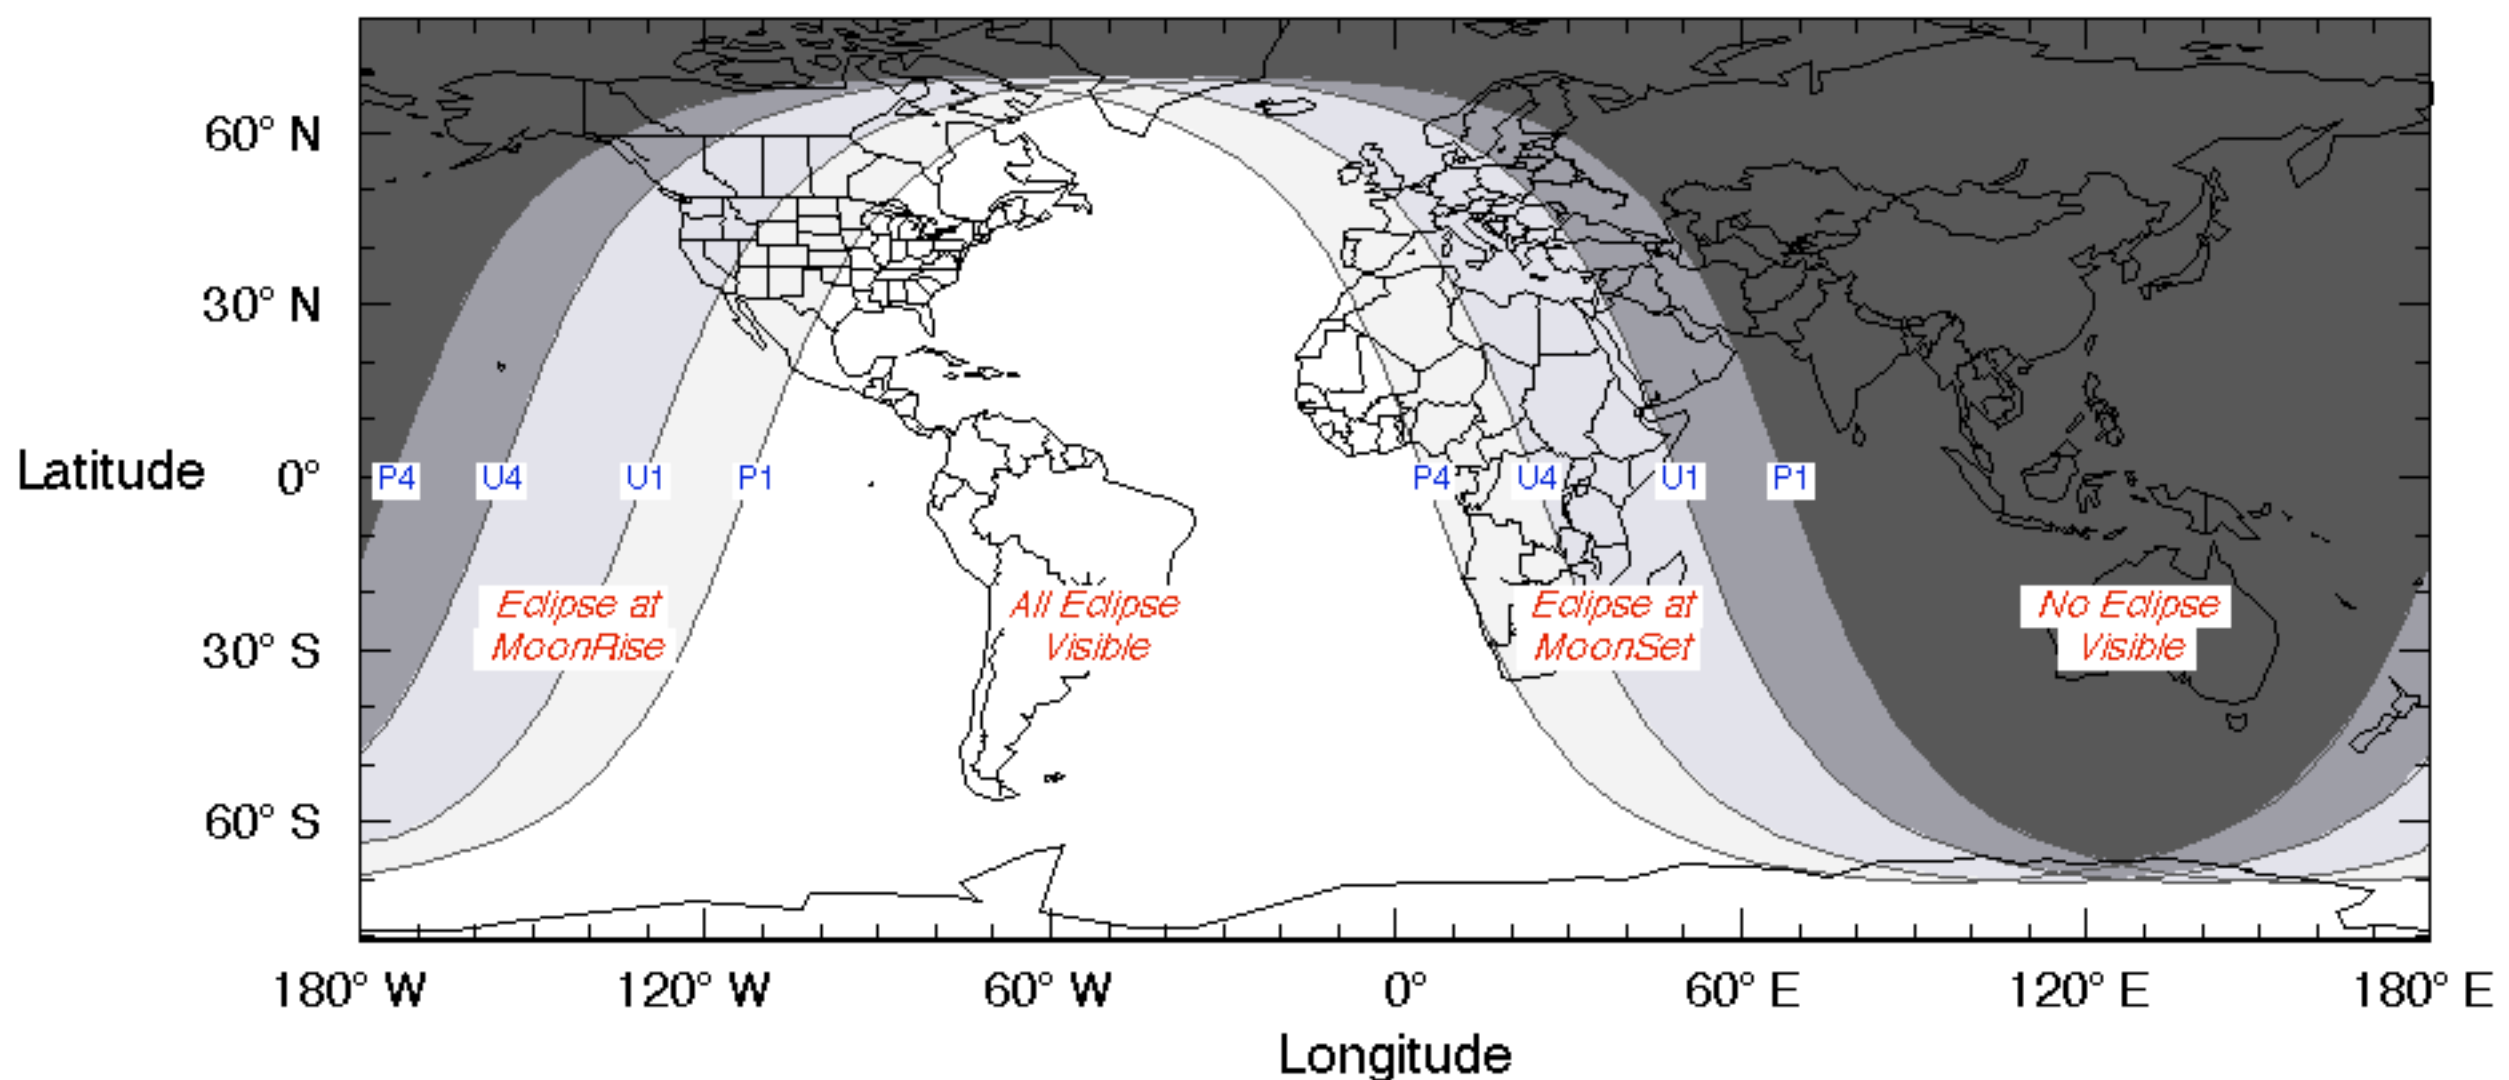 60° N
30° N
Latitude 0°
P4 U4 U1 P1 P4 U4 U1 P1
Eclipse at MoonRise
All Eclipse Visible
Eclipse at MoonSet
No Eclipse Visible
30° S
60° S
180° W 120° W 60° W 0° 60° E 120° E 180° E
Longitude